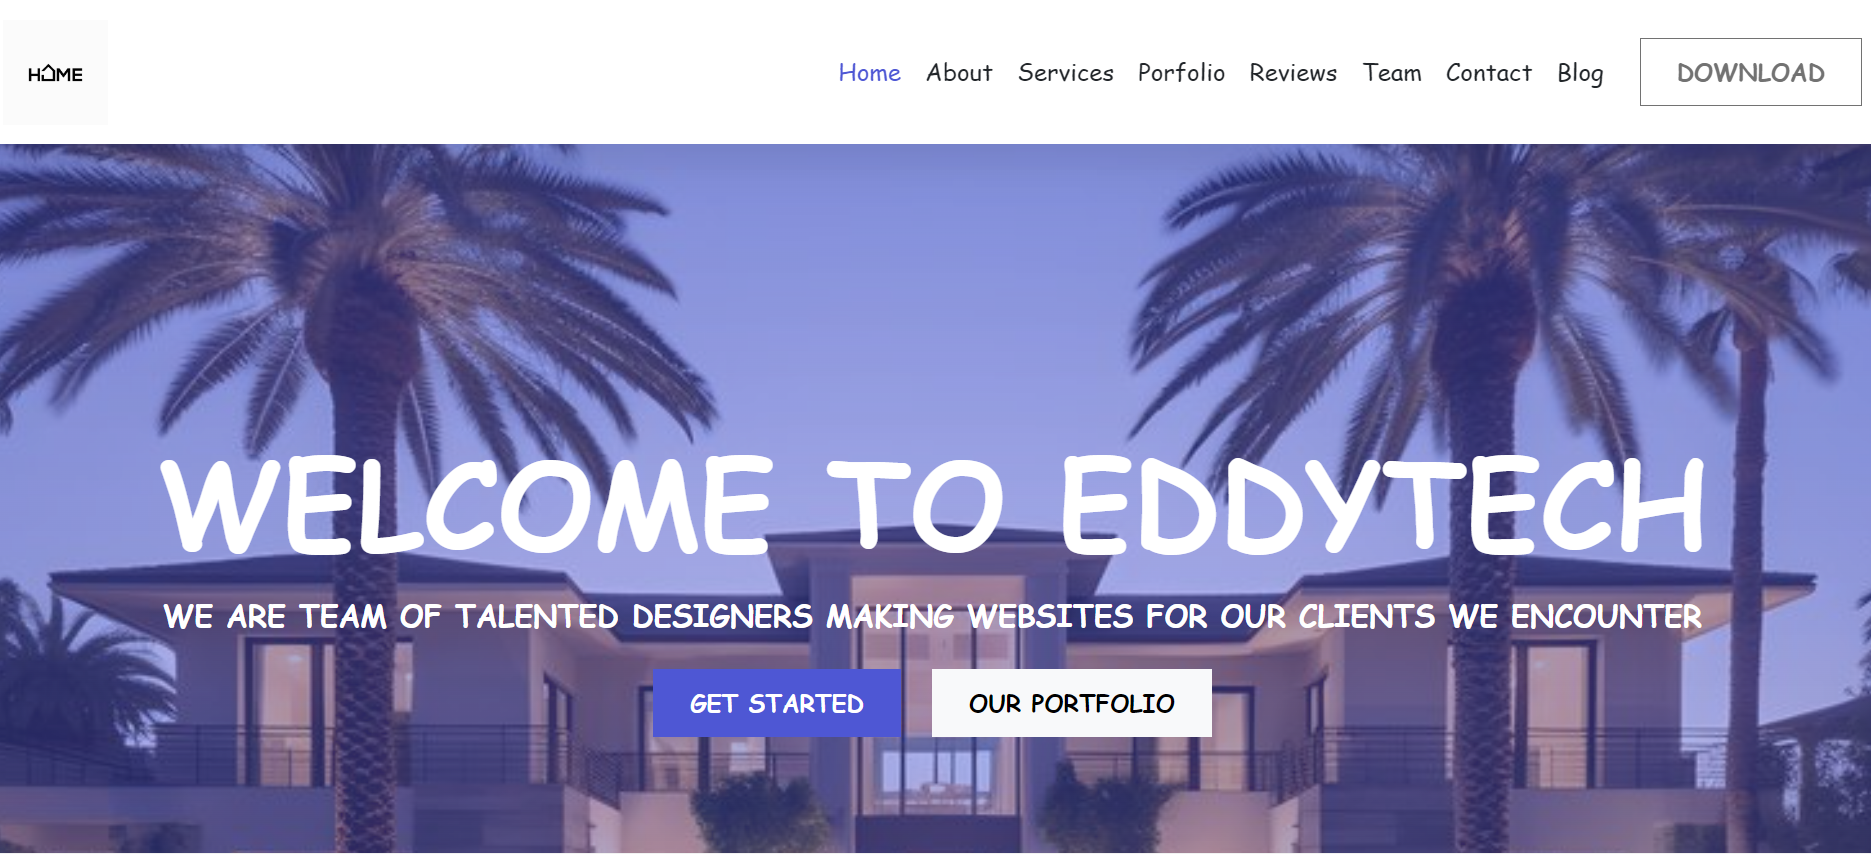 HOME
Home About Services Porfolio Reviews Team Contact Blog DOWNLOAD
WELCOME TO EDDYTECH
WE ARE TEAM OF TALENTED DESIGNERS MAKING WEBSITES FOR OUR CLIENTS WE ENCOUNTER
GET STARTED OUR PORTFOLIO